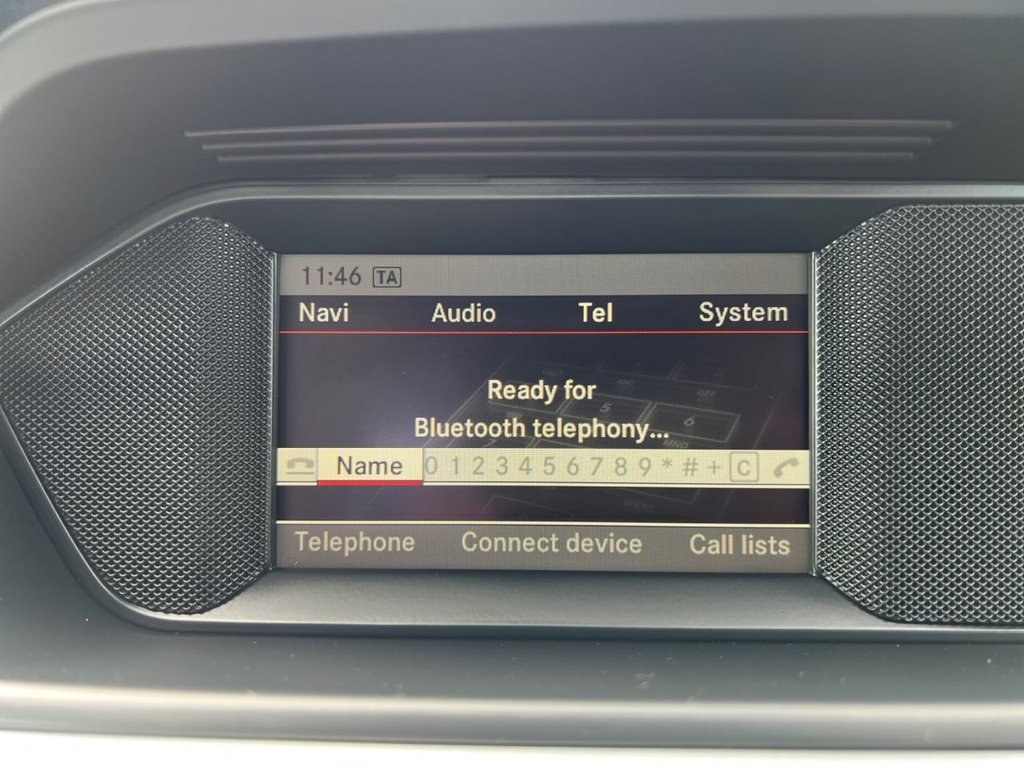 11:46 TA
Navi Audio Tel System
Ready for
Bluetooth telephony...
Name 0 1 2 3 4 5 6 7 8 9 * # + C
Telephone Connect device Call lists